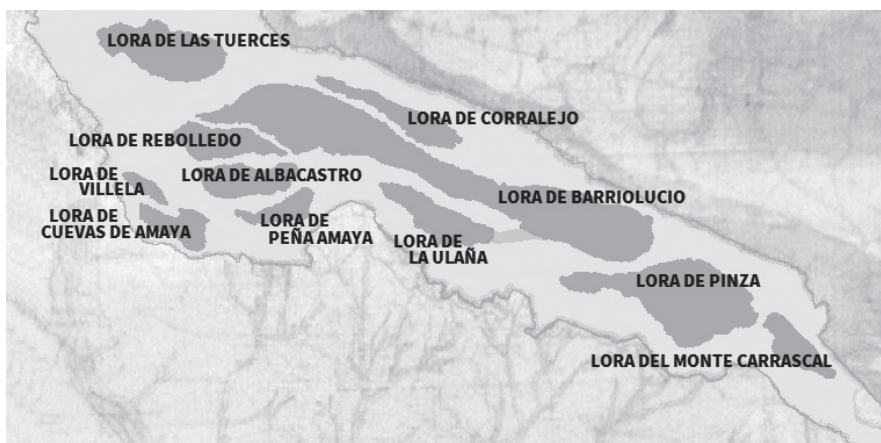 LORA DE LAS TUERCES
LORA DE CORRALEJO
LORA DE REBOLLEDO
LORA DE
VILLELA
LORA DE ALBACASTRO
LORA DE BARRIOLUCIO
LORA DE
CUEVAS DE AMAYA
LORA DE
PEÑA AMAYA
LORA DE
LA ULAÑA
LORA DE PINZA
LORA DEL MONTE CARRASCAL